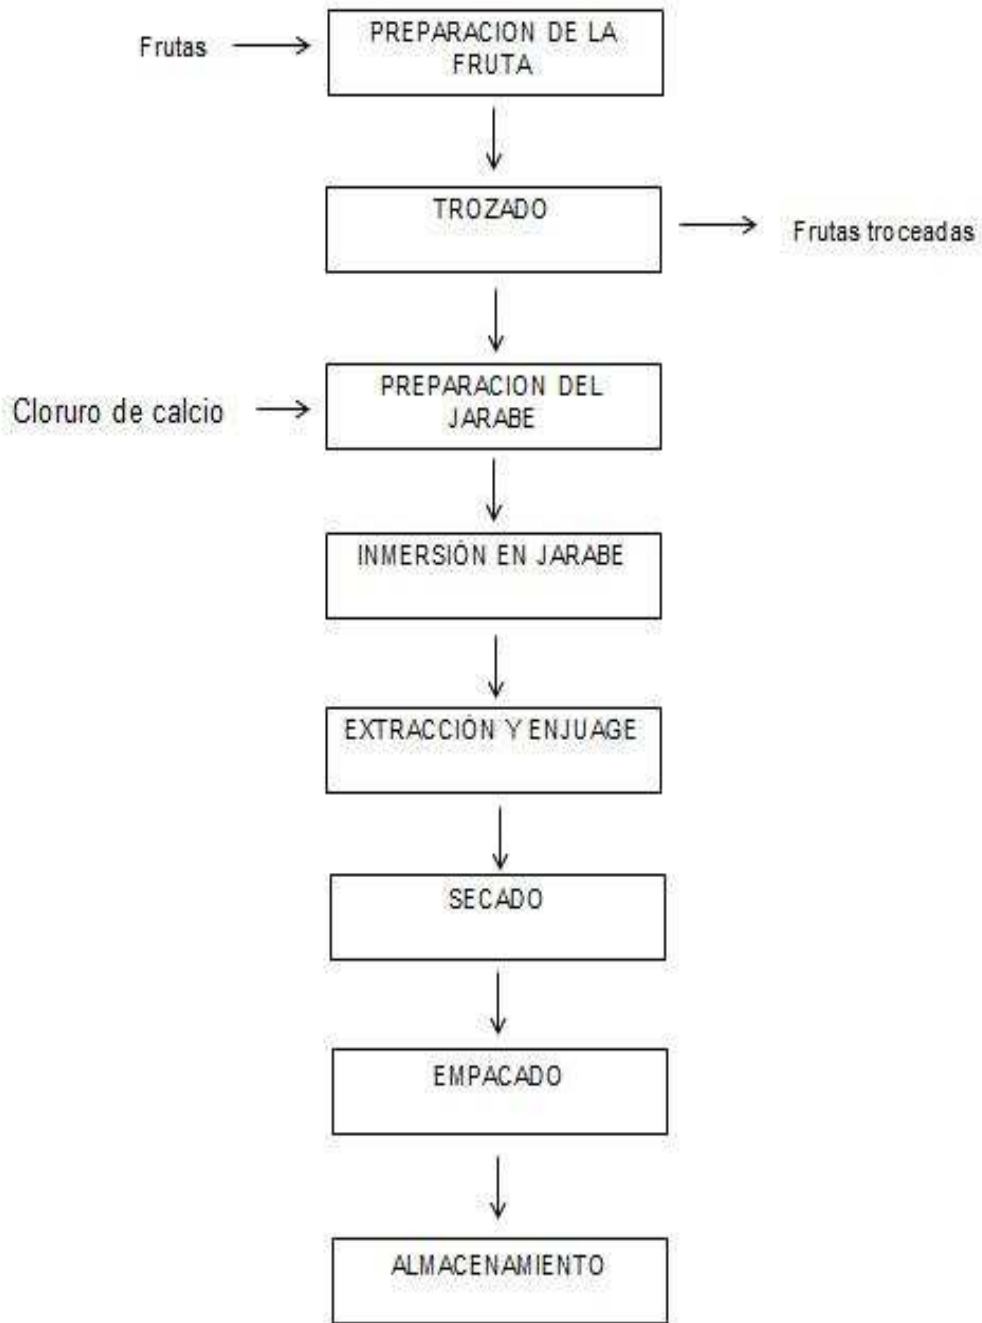 Frutas
PREPARACION DE LA
FRUTA
TROZADO
Frutas troceadas
Cloruro de calcio
PREPARACION DEL
JARABE
INMERSIÓN EN JARABE
EXTRACCIÓN Y ENJUAGE
SECADO
EMPACADO
ALMACENAMIENTO